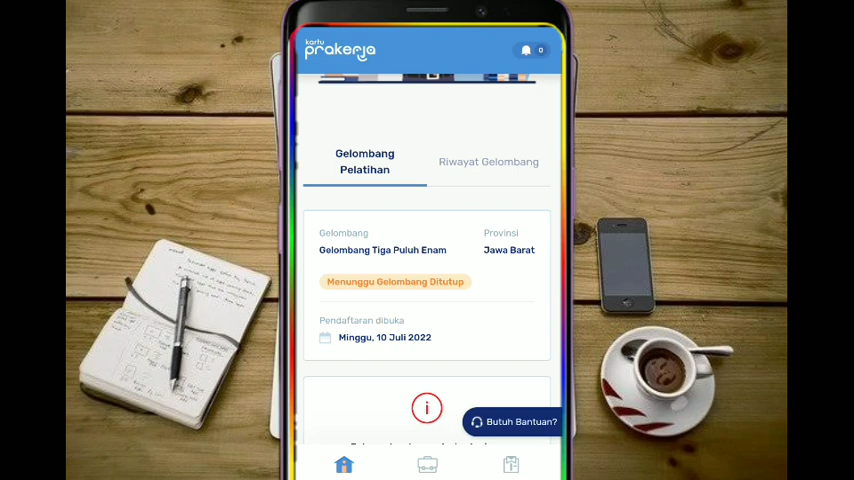 kartu
prakerja
0
Gelombang
Pelatihan
Riwayat Gelombang
Gelombang
Provinsi
Gelombang Tiga Puluh Enam
Jawa Barat
Menunggu Gelombang Ditutup
Pendaftaran dibuka
Minggu, 10 Juli 2022
i
Butuh Bantuan?